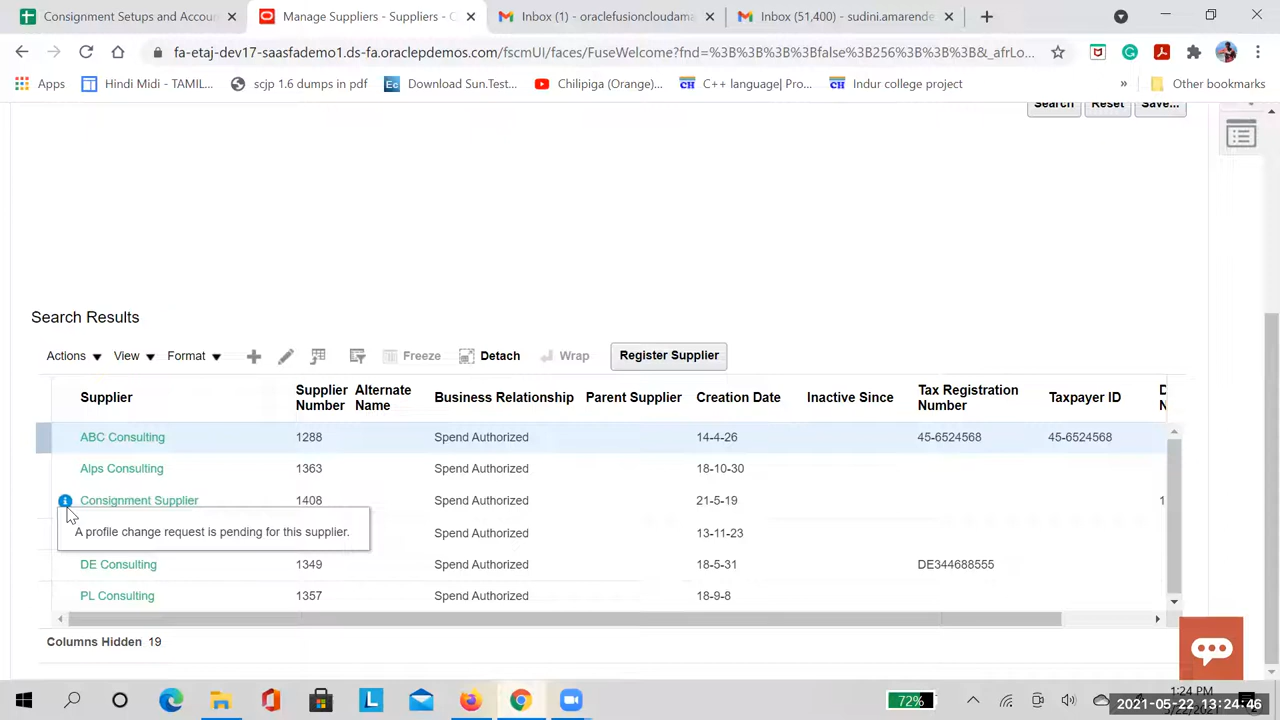 Consignment Setups and Accou
Manage Suppliers - Suppliers - C
Inbox (1) - oraclefusioncloudam
Inbox (51,400) - sudini.amarende
fa-etaj-dev17-saasfademo1.ds-fa.oraclepdemos.com/fscmUI/faces/FuseWelcome?fnd=%3B%3B%3B%3Bfalse%3B256%3B%3B%3B&_afrLo...
Apps
Hindi Midi - TAMIL...
scjp 1.6 dumps in pdf
Download Sun.Test...
Chilipiga (Orange)...
C++ language| Pro...
Indur college project
»
Other bookmarks
Search Reset Save...
Search Results
Actions View Format Freeze Detach Wrap Register Supplier
Supplier Supplier Number Alternate Name Business Relationship Parent Supplier Creation Date Inactive Since Tax Registration Number Taxpayer ID
ABC Consulting 1288 Spend Authorized 14-4-26 45-6524568 45-6524568
Alps Consulting 1363 Spend Authorized 18-10-30
Consignment Supplier 1408 Spend Authorized 21-5-19 1
A profile change request is pending for this supplier. Spend Authorized 13-11-23
DE Consulting 1349 Spend Authorized 18-5-31 DE344688555
PL Consulting 1357 Spend Authorized 18-9-8
Columns Hidden 19
72%
1:24 PM
2021-05-22 13:24:46